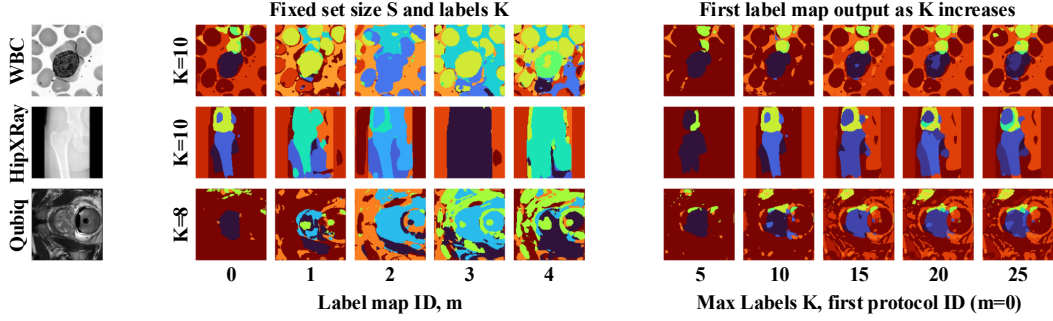 Fixed set size S and labels K
First label map output as K increases
WBC
K=10
HipXRay
K=10
Qubiq
K=8
0 1 2 3 4
5 10 15 20 25
Label map ID, m
Max Labels K, first protocol ID (m=0)